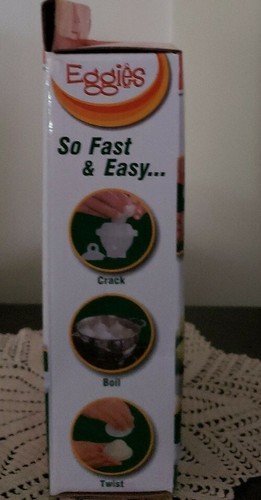 Eggies
So Fast
& Easy...
Crack
Boil
Twist